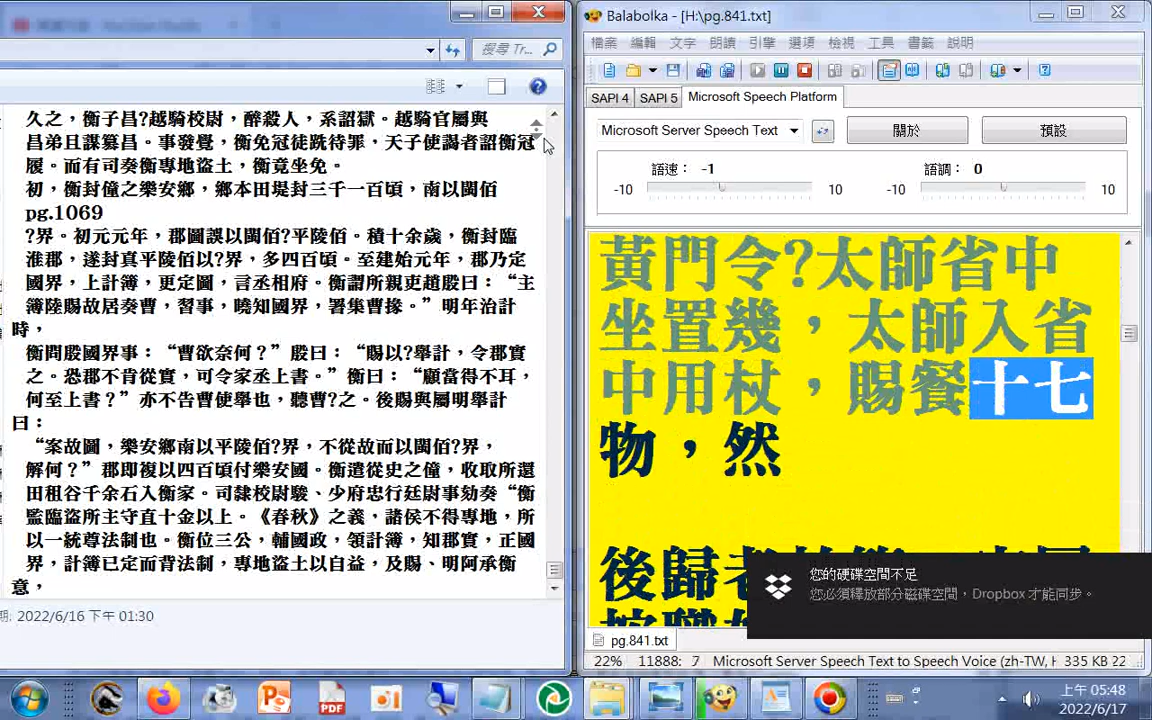 搜尋 Tr...
久之，衡子昌?越騎校尉，醉殺人，系詔獄。越騎官屬與
昌弟且謀篡昌。事發覺，衡免冠徒跣待罪，天子使謁者詔衡冠
履。而有司奏衡專地盜土，衡竟坐免。
初，衡封僮之樂安鄉，鄉本田堤封三千一百頃，南以閩佰
pg.1069
?界。初元元年，郡圖誤以閩佰?平陵佰。積十余歲，衡封臨
淮郡，遂封真平陵佰以?界，多四百頃。至建始元年，郡乃定
國界，上計簿，更定圖，言丞相府。衡謂所親吏趙殷曰：“主
簿陸賜故居奏曹，習事，曉知國界，署集曹掾。”明年治計
時，
衡問殷國界事：“曹欲奈何？”殷曰：“賜以?舉計，令郡實
之。恐郡不肯從實，可令家丞上書。”衡曰：“顧當得不耳，
何至上書？”亦不告曹使舉也，聽曹?之。後賜與屬明舉計
曰：
“案故圖，樂安鄉南以平陵佰?界，不從故而以閩佰?界，
解何？”郡即複以四百頃付樂安國。衡遣從史之僮，收取所還
田租谷千余石入衡家。司隸校尉駿、少府忠行廷尉事劾奏“衡
監臨盜所主守直十金以上。《春秋》之義，諸侯不得專地，所
以一統尊法制也。衡位三公，輔國政，領計簿，知郡實，正國
界，計簿已定而背法制，專地盜土以自益，及賜、明阿承衡
意，
期: 2022/6/16 下午 01:30
Balabolka - [H:\pg.841.txt]
檔案 編輯 文字 朗讀 引擎 選項 檢視 工具 書籤 說明
SAPI 4 SAPI 5 Microsoft Speech Platform
Microsoft Server Speech Text 關於 預設
語速： -1 語調： 0
-10 10 -10 10
黃門令?太師省中
坐置幾，太師入省
中用杖，賜餐十七
物，然
後歸老
您的硬碟空間不足
您必須釋放部分磁碟空間，Dropbox 才能同步。
pg.841.txt
22% 11888: 7 Microsoft Server Speech Text to Speech Voice (zh-TW, H 335 KB 22
上午 05:48
2022/6/17